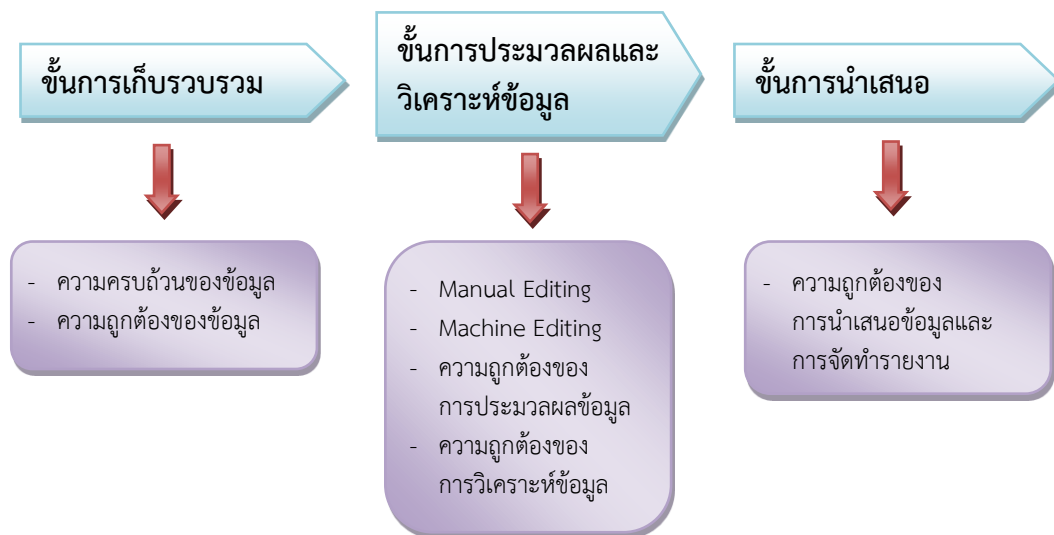 ขั้นการเก็บรวบรวม
ขั้นการประมวลผลและ
วิเคราะห์ข้อมูล
ขั้นการนำเสนอ
- ความครบถ้วนของข้อมูล
- ความถูกต้องของข้อมูล
- Manual Editing
- Machine Editing
- ความถูกต้องของ
การประมวลผลข้อมูล
- ความถูกต้องของ
การวิเคราะห์ข้อมูล
- ความถูกต้องของ
การนำเสนอข้อมูลและ
การจัดทำรายงาน